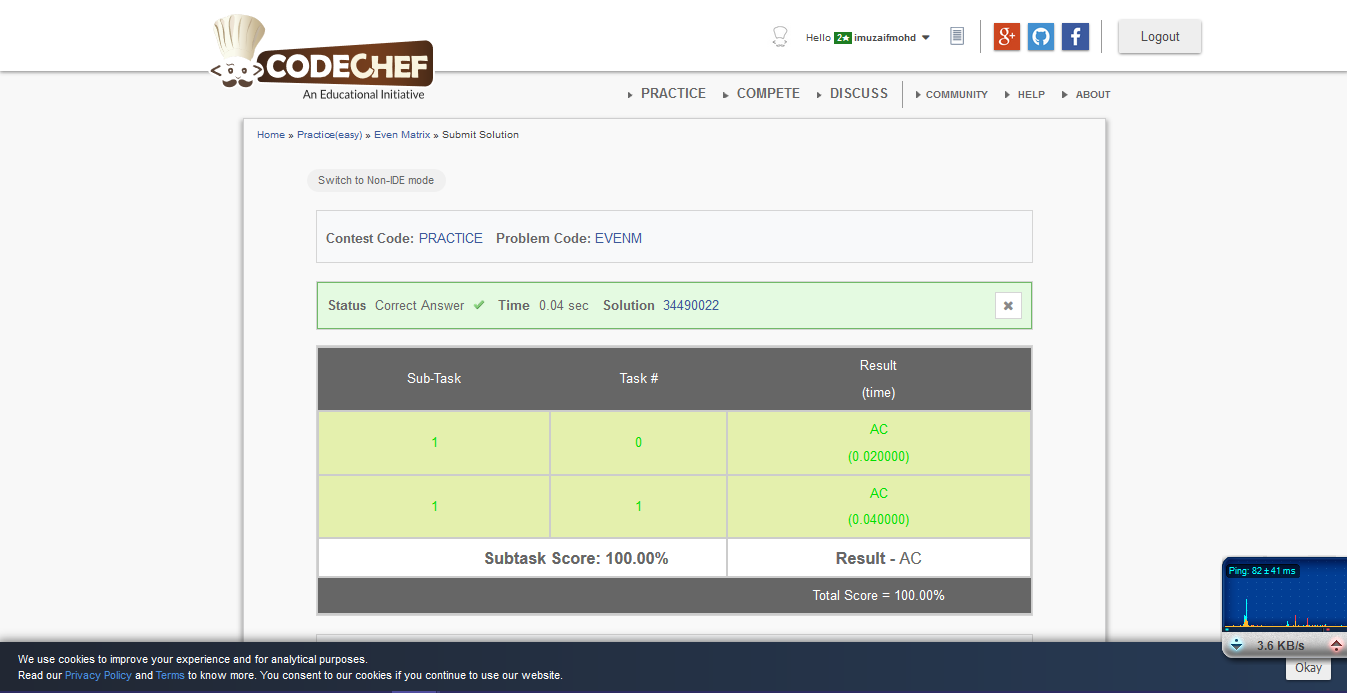 CODECHEF
An Educational Initiative
Hello 2★ imuzaifmohd
g+
f
Logout
PRACTICE COMPETE DISCUSS COMMUNITY HELP ABOUT
Home » Practice(easy) » Even Matrix » Submit Solution
Switch to Non-IDE mode
Contest Code: PRACTICE Problem Code: EVENM
Status Correct Answer ✔ Time 0.04 sec Solution 34490022 ✖
Sub-Task Task # Result
(time)
1 0 AC
(0.020000)
1 1 AC
(0.040000)
Subtask Score: 100.00% Result - AC
Total Score = 100.00%
Ping: 82±41 ms
3.6 KB/s
We use cookies to improve your experience and for analytical purposes.
Read our Privacy Policy and Terms to know more. You consent to our cookies if you continue to use our website.
Okay